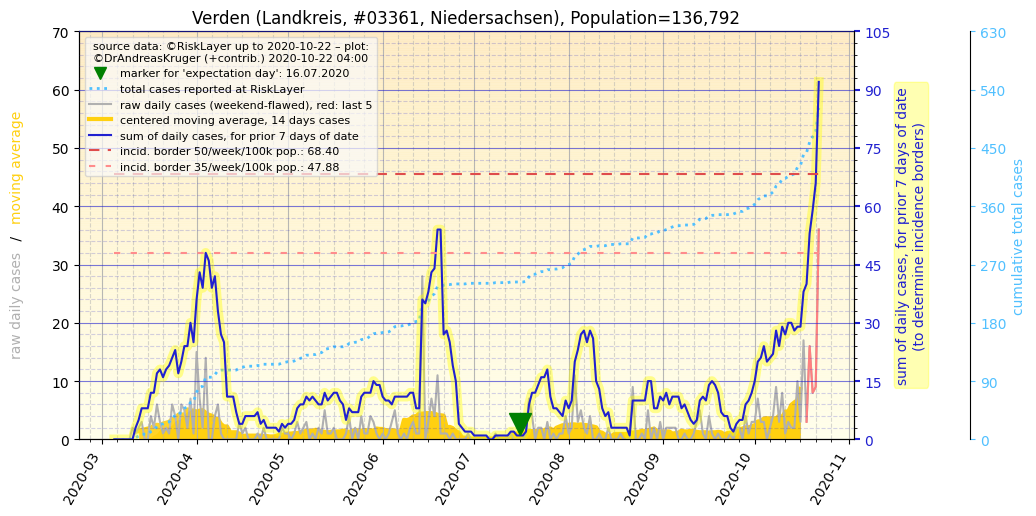 Verden (Landkreis, #03361, Niedersachsen), Population=136,792
source data: ©RiskLayer up to 2020-10-22 – plot:
©DrAndreasKruger (+contrib.) 2020-10-22 04:00
marker for 'expectation day': 16.07.2020
total cases reported at RiskLayer
raw daily cases (weekend-flawed), red: last 5
centered moving average, 14 days cases
sum of daily cases, for prior 7 days of date
incid. border 50/week/100k pop.: 68.40
incid. border 35/week/100k pop.: 47.88
raw daily cases / moving average
70
60
50
40
30
20
10
0
2020-03
2020-04
2020-05
2020-06
2020-07
2020-08
2020-09
2020-10
2020-11
105
90
75
60
45
30
15
0
sum of daily cases, for prior 7 days of date
(to determine incidence borders)
630
540
450
360
270
180
90
0
cumulative total cases